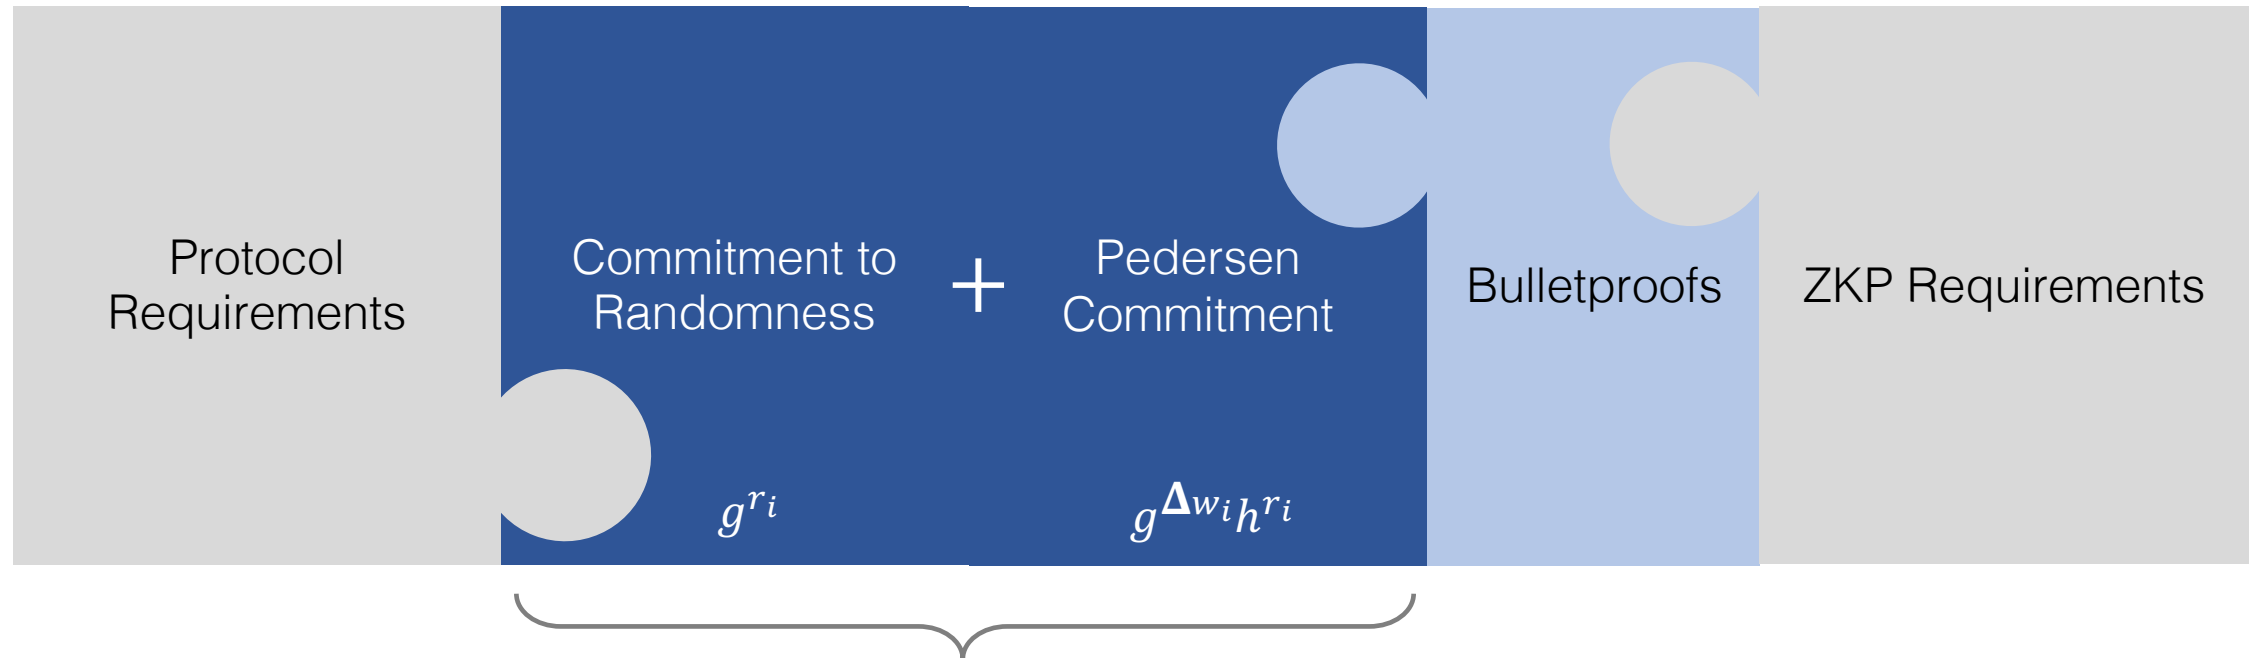 Protocol
Requirements
Commitment to
Randomness
+
Pedersen
Commitment
Bulletproofs
ZKP Requirements
g^{r_i}
g^{Δw_i}h^{r_i}